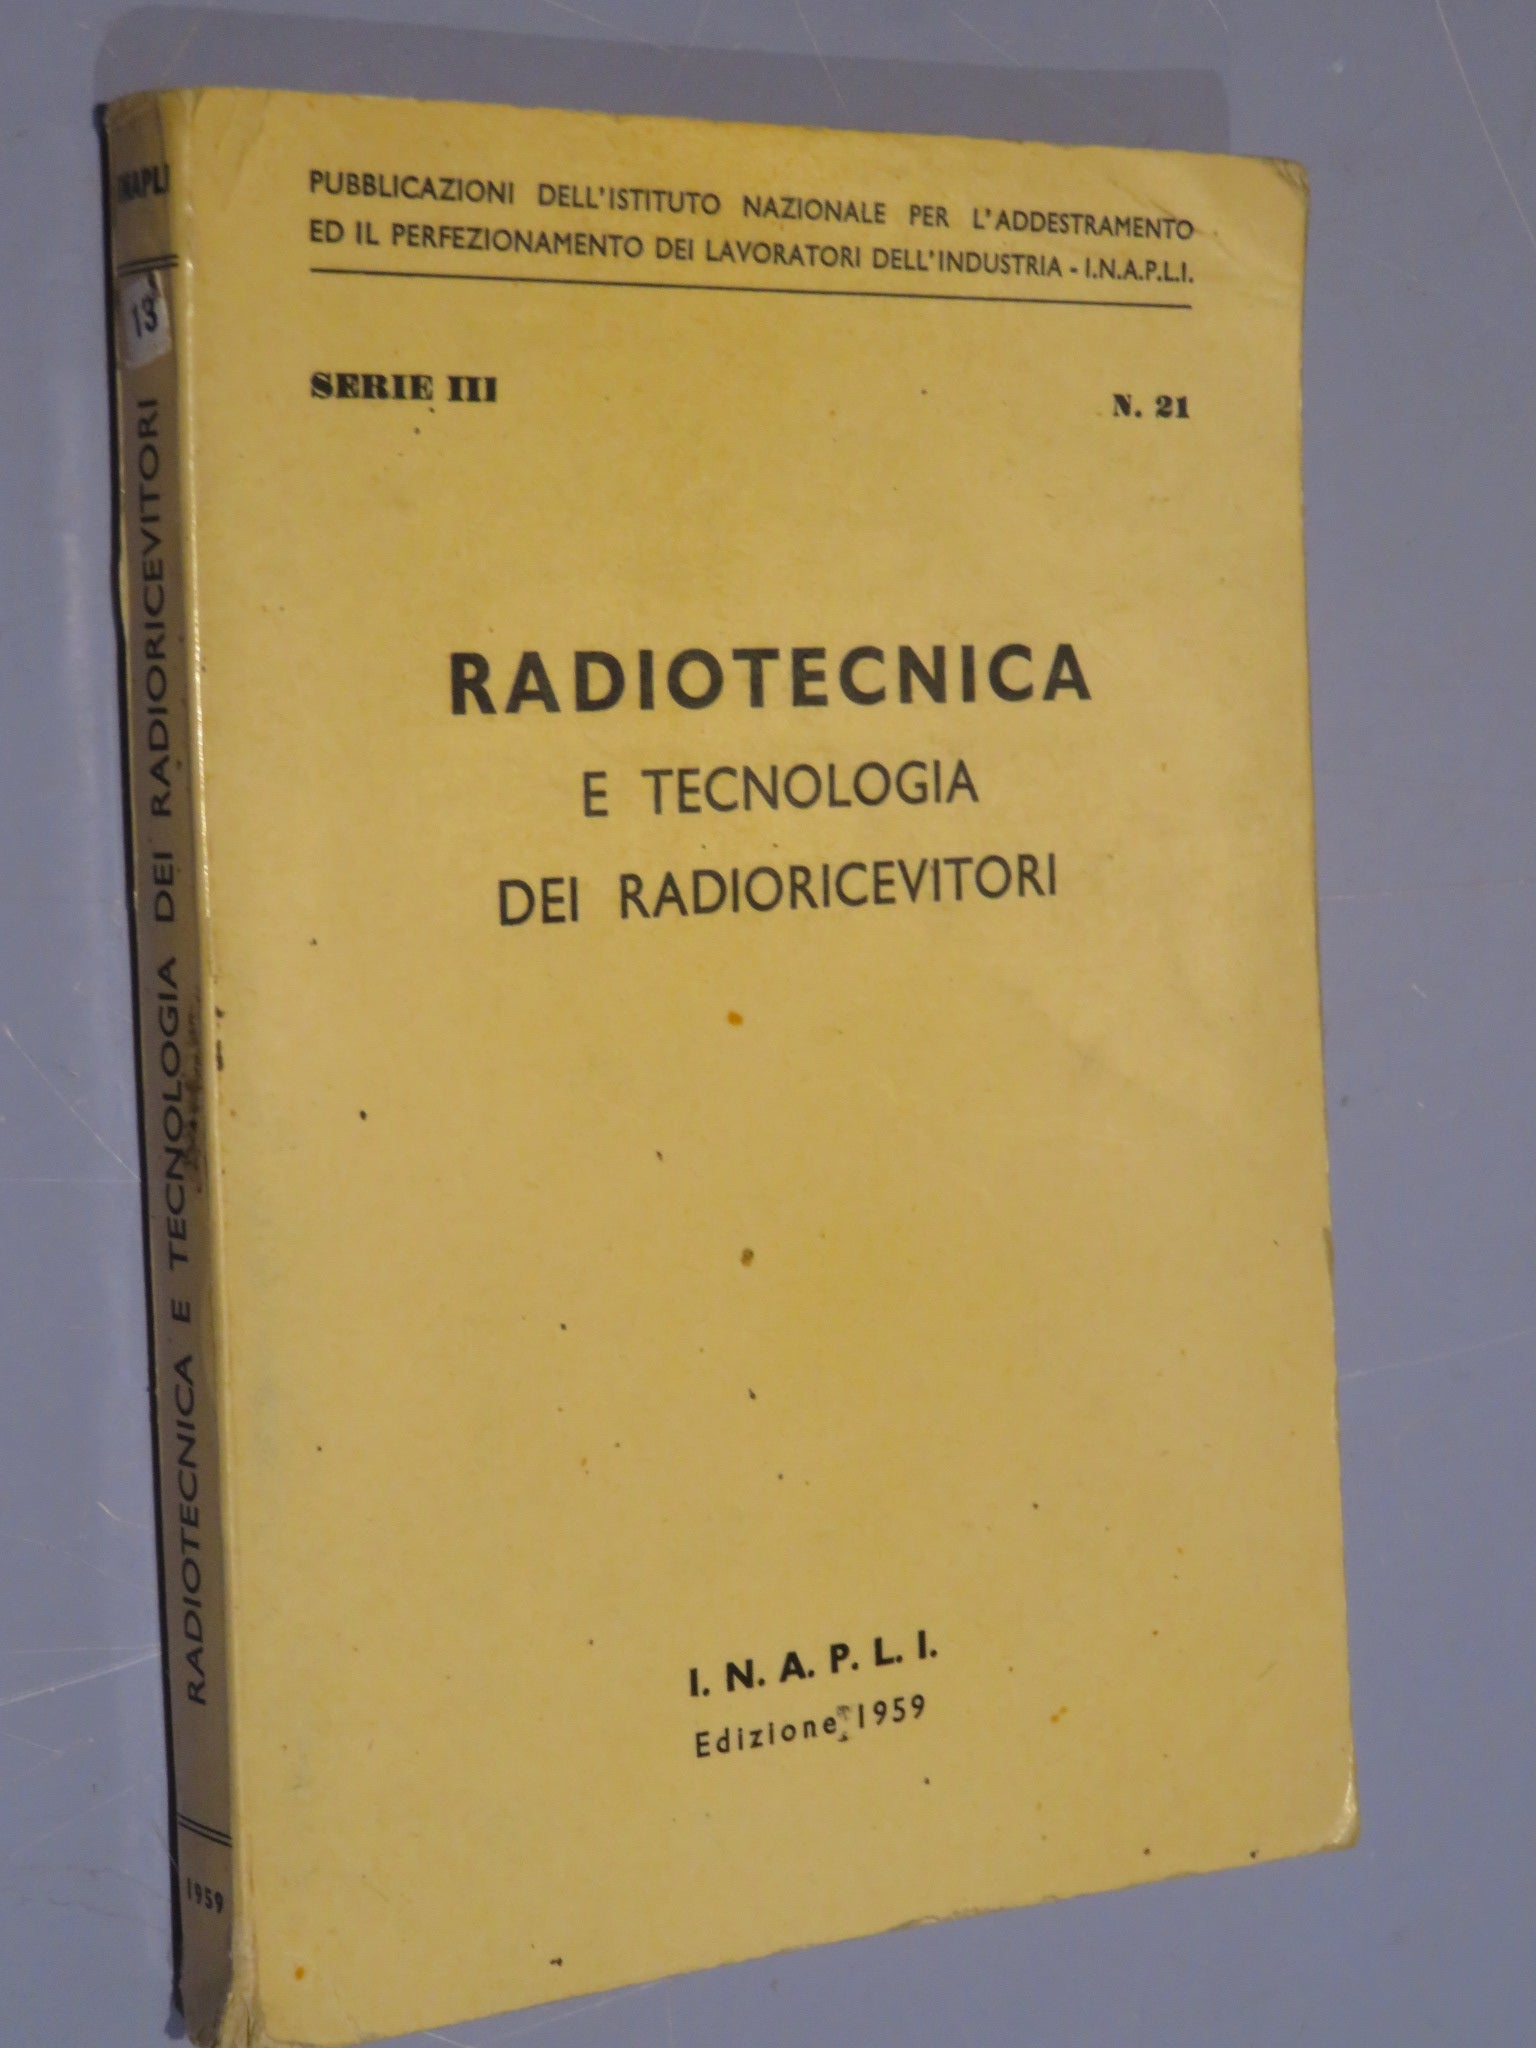 PUBBLICAZIONI DELL'ISTITUTO NAZIONALE PER L'ADDESTRAMENTO
ED IL PERFEZIONAMENTO DEI LAVORATORI DELL'INDUSTRIA - I.N.A.P.L.I.
SERIE III
N. 21
RADIOTECNICA
E TECNOLOGIA
DEI RADIORICEVITORI
I. N. A. P. L. I.
Edizione 1959
INAPLI
13
RADIOTECNICA E TECNOLOGIA DEI RADIORICEVITORI
1959